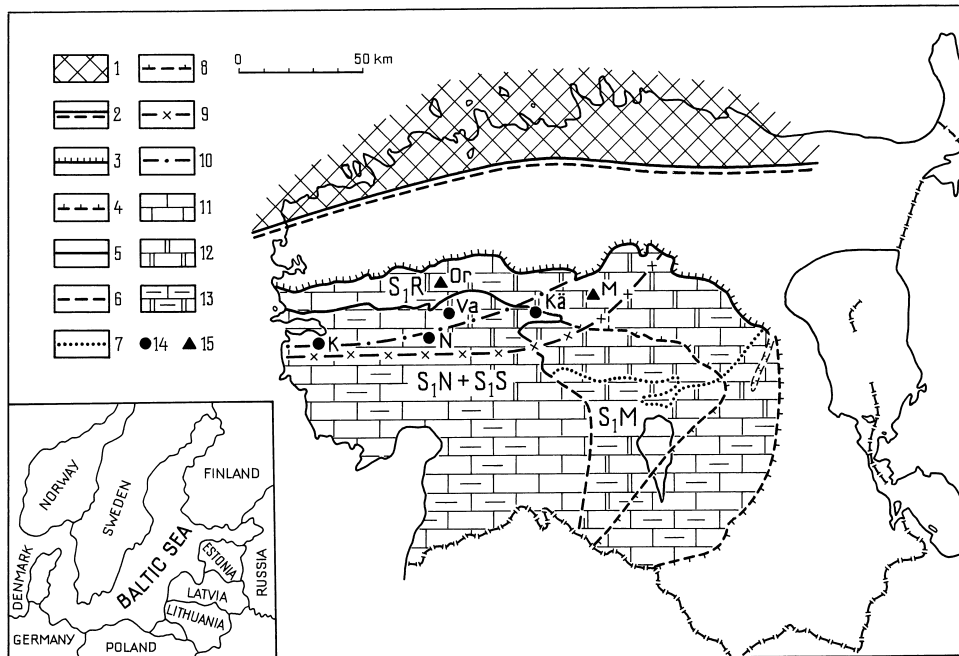 1 8
2 9
3 10
4 11
5 12
6 13
7 14 15
0 50 km
S₁R Or M
Va Kä
K N
S₁N + S₁S
S₁M
NORWAY
SWEDEN
FINLAND
BALTIC SEA
DENMARK
ESTONIA
RUSSIA
LATVIA
LITHUANIA
GERMANY
POLAND